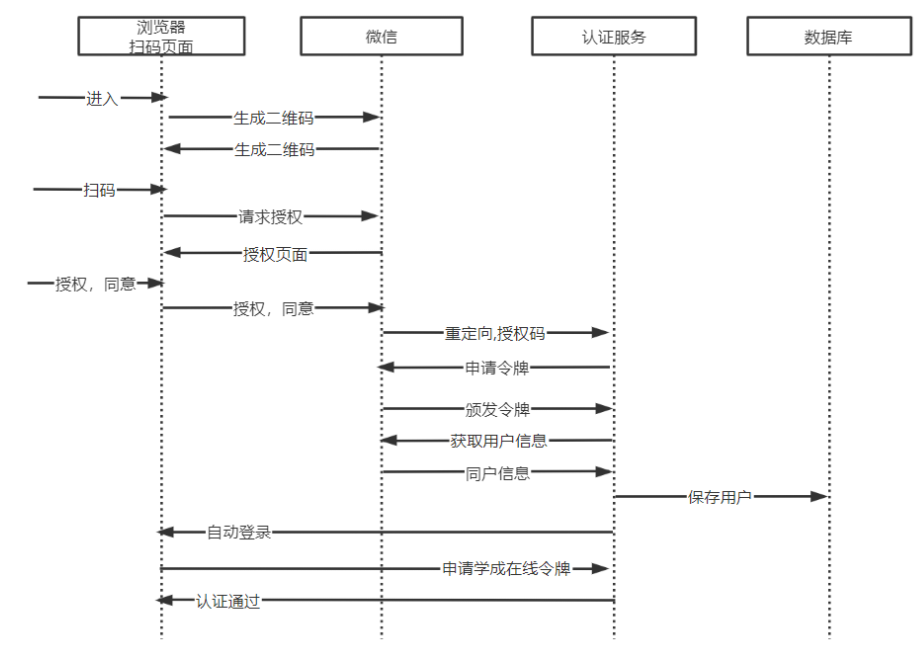 浏览器
扫码页面
微信
认证服务
数据库
进入
生成二维码
生成二维码
扫码
请求授权
授权页面
授权，同意
授权，同意
重定向,授权码
申请令牌
颁发令牌
获取用户信息
同户信息
保存用户
自动登录
申请学成在线令牌
认证通过